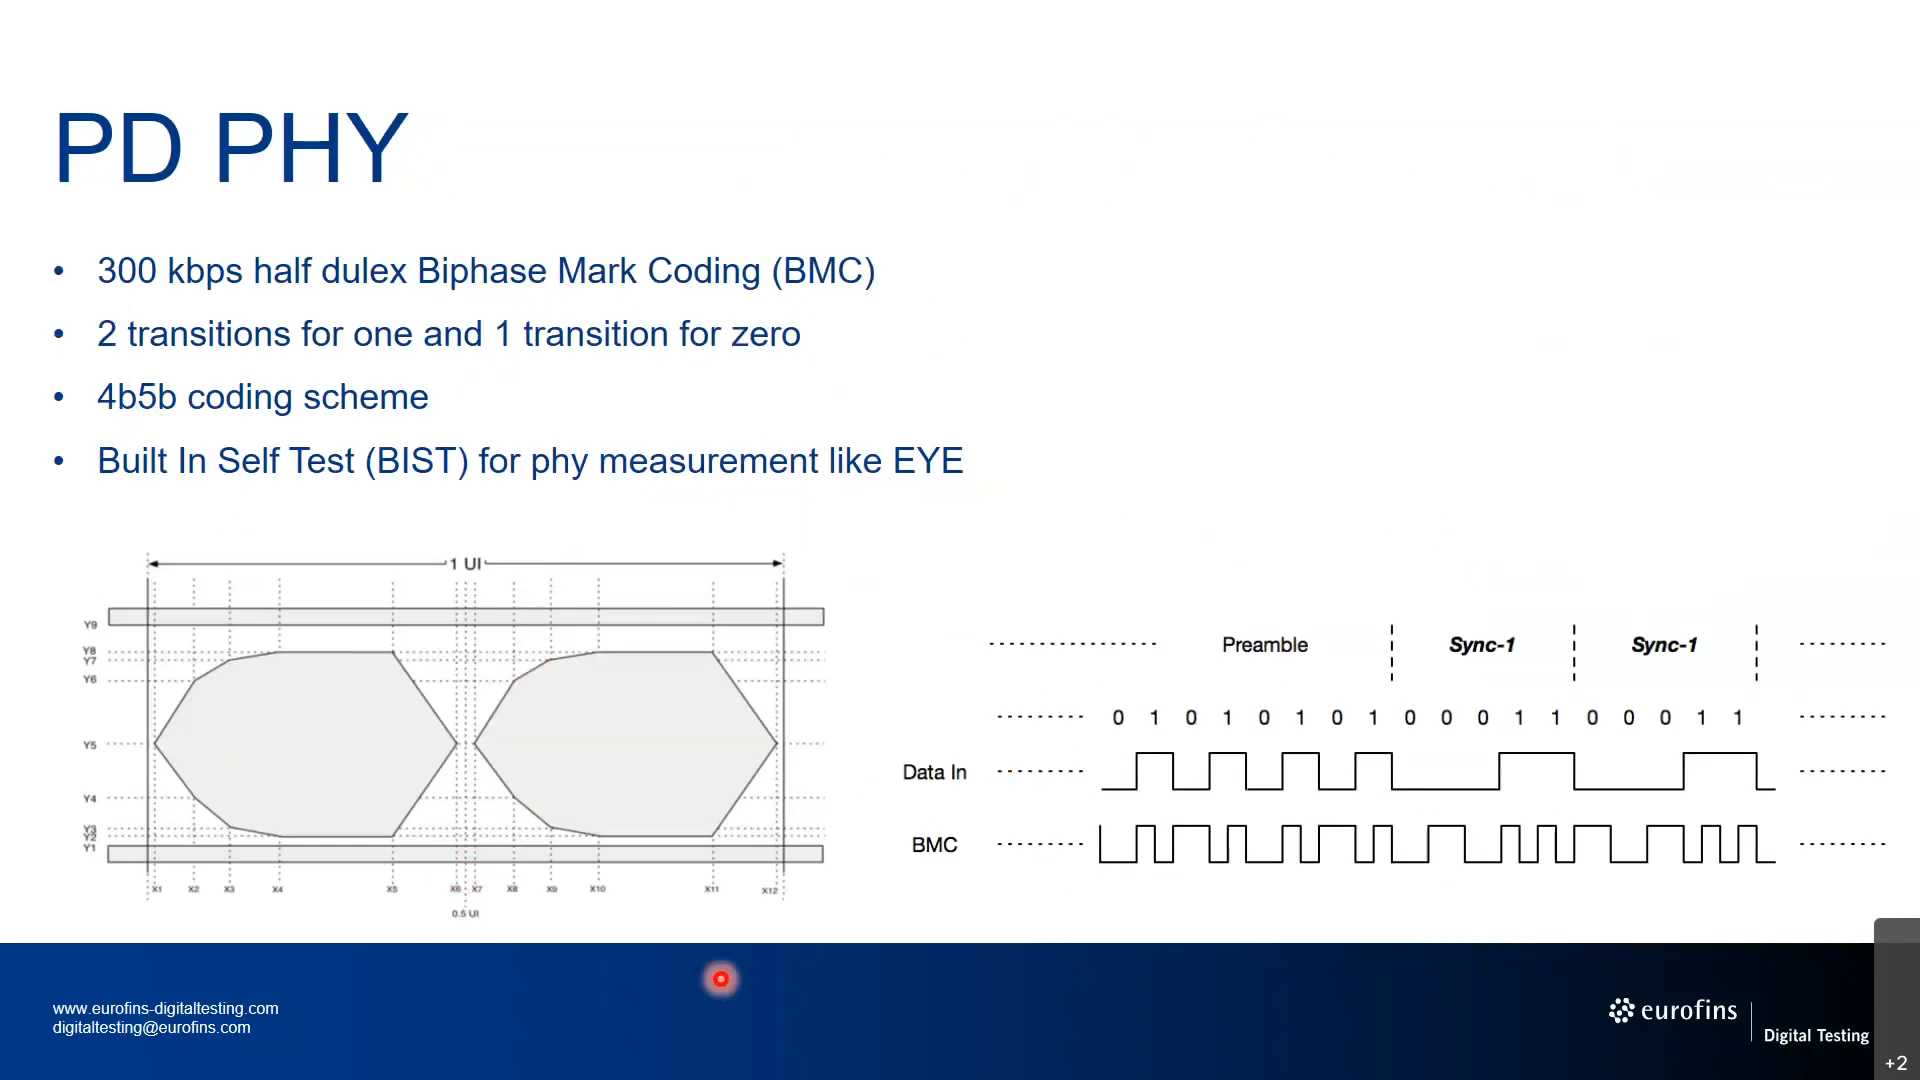 PD PHY
• 300 kbps half dulex Biphase Mark Coding (BMC)
• 2 transitions for one and 1 transition for zero
• 4b5b coding scheme
• Built In Self Test (BIST) for phy measurement like EYE
1 UI
Y9
Y8
Y7
Y6
Y5
Y4
Y3
Y2
Y1
X1 X2 X3 X4 X5 X6 X7 X8 X9 X10 X11 X12
0.5 UI
Preamble Sync-1 Sync-1
0 1 0 1 0 1 0 1 0 0 0 1 1 0 0 0 1 1
Data In
BMC
www.eurofins-digitaltesting.com
digitaltesting@eurofins.com
eurofins
Digital Testing
+2